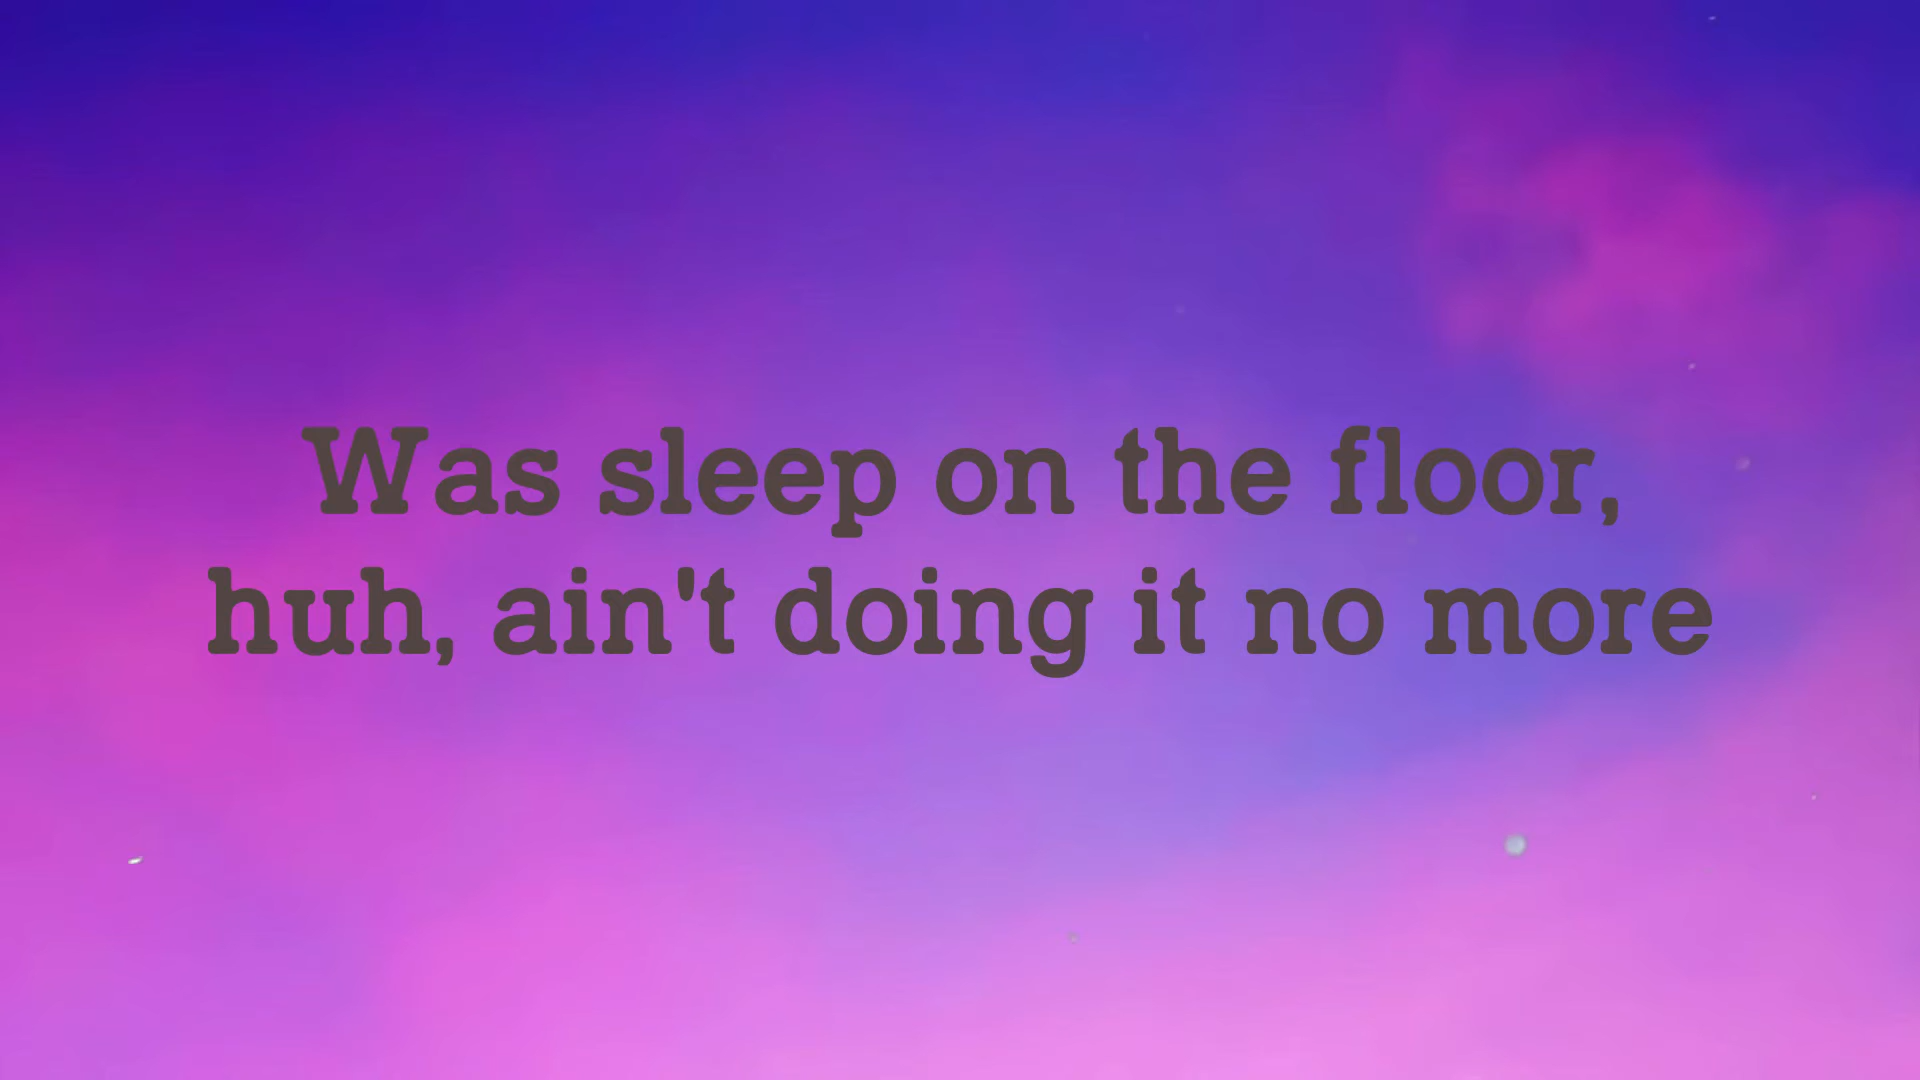 Was sleep on the floor,
huh, ain't doing it no more